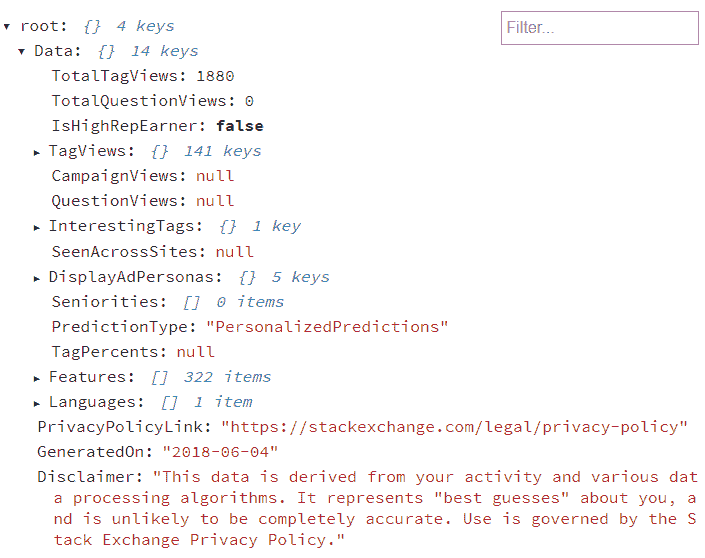 ▾ root: {} 4 keys
Filter...
▾ Data: {} 14 keys
TotalTagViews: 1880
TotalQuestionViews: 0
IsHighRepEarner: false
▸ TagViews: {} 141 keys
CampaignViews: null
QuestionViews: null
▸ InterestingTags: {} 1 key
SeenAcrossSites: null
▸ DisplayAdPersonas: {} 5 keys
Seniorities: [] 0 items
PredictionType: "PersonalizedPredictions"
TagPercents: null
▸ Features: [] 322 items
▸ Languages: [] 1 item
PrivacyPolicyLink: "https://stackexchange.com/legal/privacy-policy"
GeneratedOn: "2018-06-04"
Disclaimer: "This data is derived from your activity and various dat
a processing algorithms. It represents "best guesses" about you, a
nd is unlikely to be completely accurate. Use is governed by the S
tack Exchange Privacy Policy."